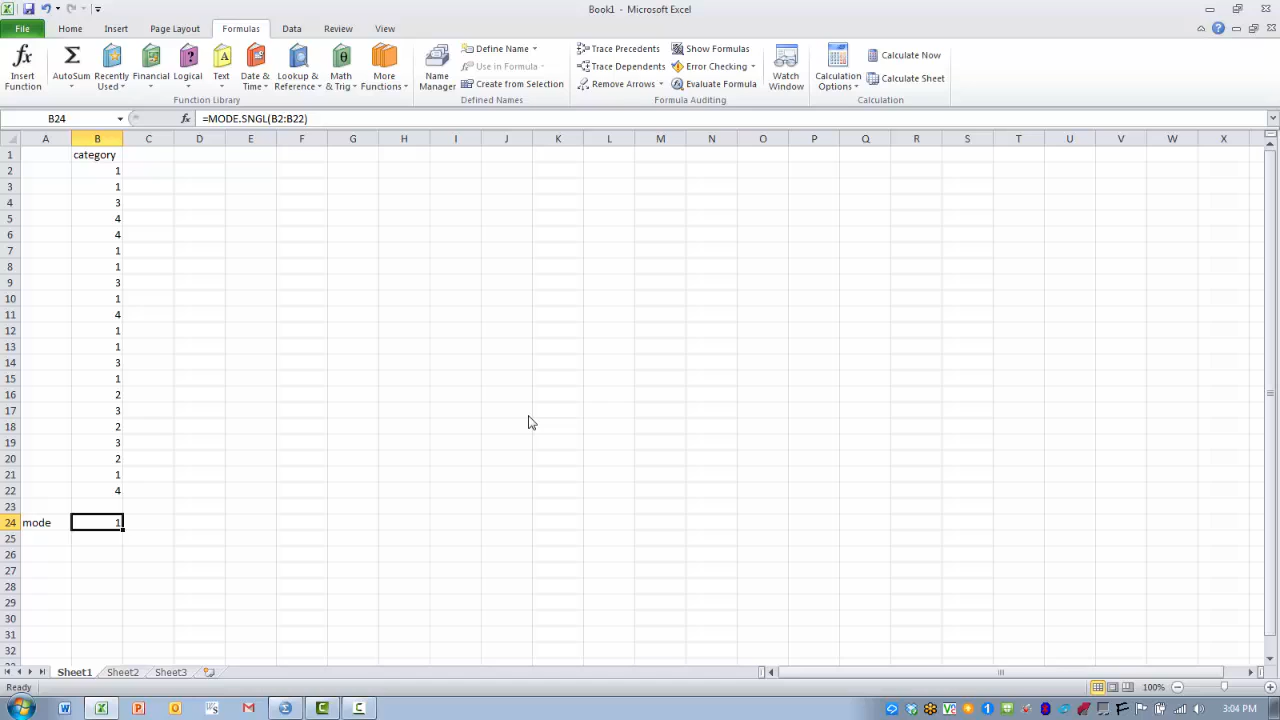 Book1 - Microsoft Excel
File Home Insert Page Layout Formulas Data Review View
Insert Function
AutoSum
Recently Used
Financial
Logical
Text
Date & Time
Lookup & Reference
Math & Trig
More Functions
Function Library
Name Manager
Define Name
Use in Formula
Create from Selection
Defined Names
Trace Precedents
Trace Dependents
Remove Arrows
Show Formulas
Error Checking
Evaluate Formula
Formula Auditing
Watch Window
Calculation Options
Calculate Now
Calculate Sheet
Calculation
B24 fx =MODE.SNGL(B2:B22)
A B C D E F G H I J K L M N O P Q R S T U V W X
1 category
2 1
3 1
4 3
5 4
6 4
7 1
8 1
9 3
10 1
11 4
12 1
13 1
14 3
15 1
16 2
17 3
18 2
19 3
20 2
21 1
22 4
23
24 mode 1
25
26
27
28
29
30
31
32
Sheet1 Sheet2 Sheet3
Ready 100%
3:04 PM